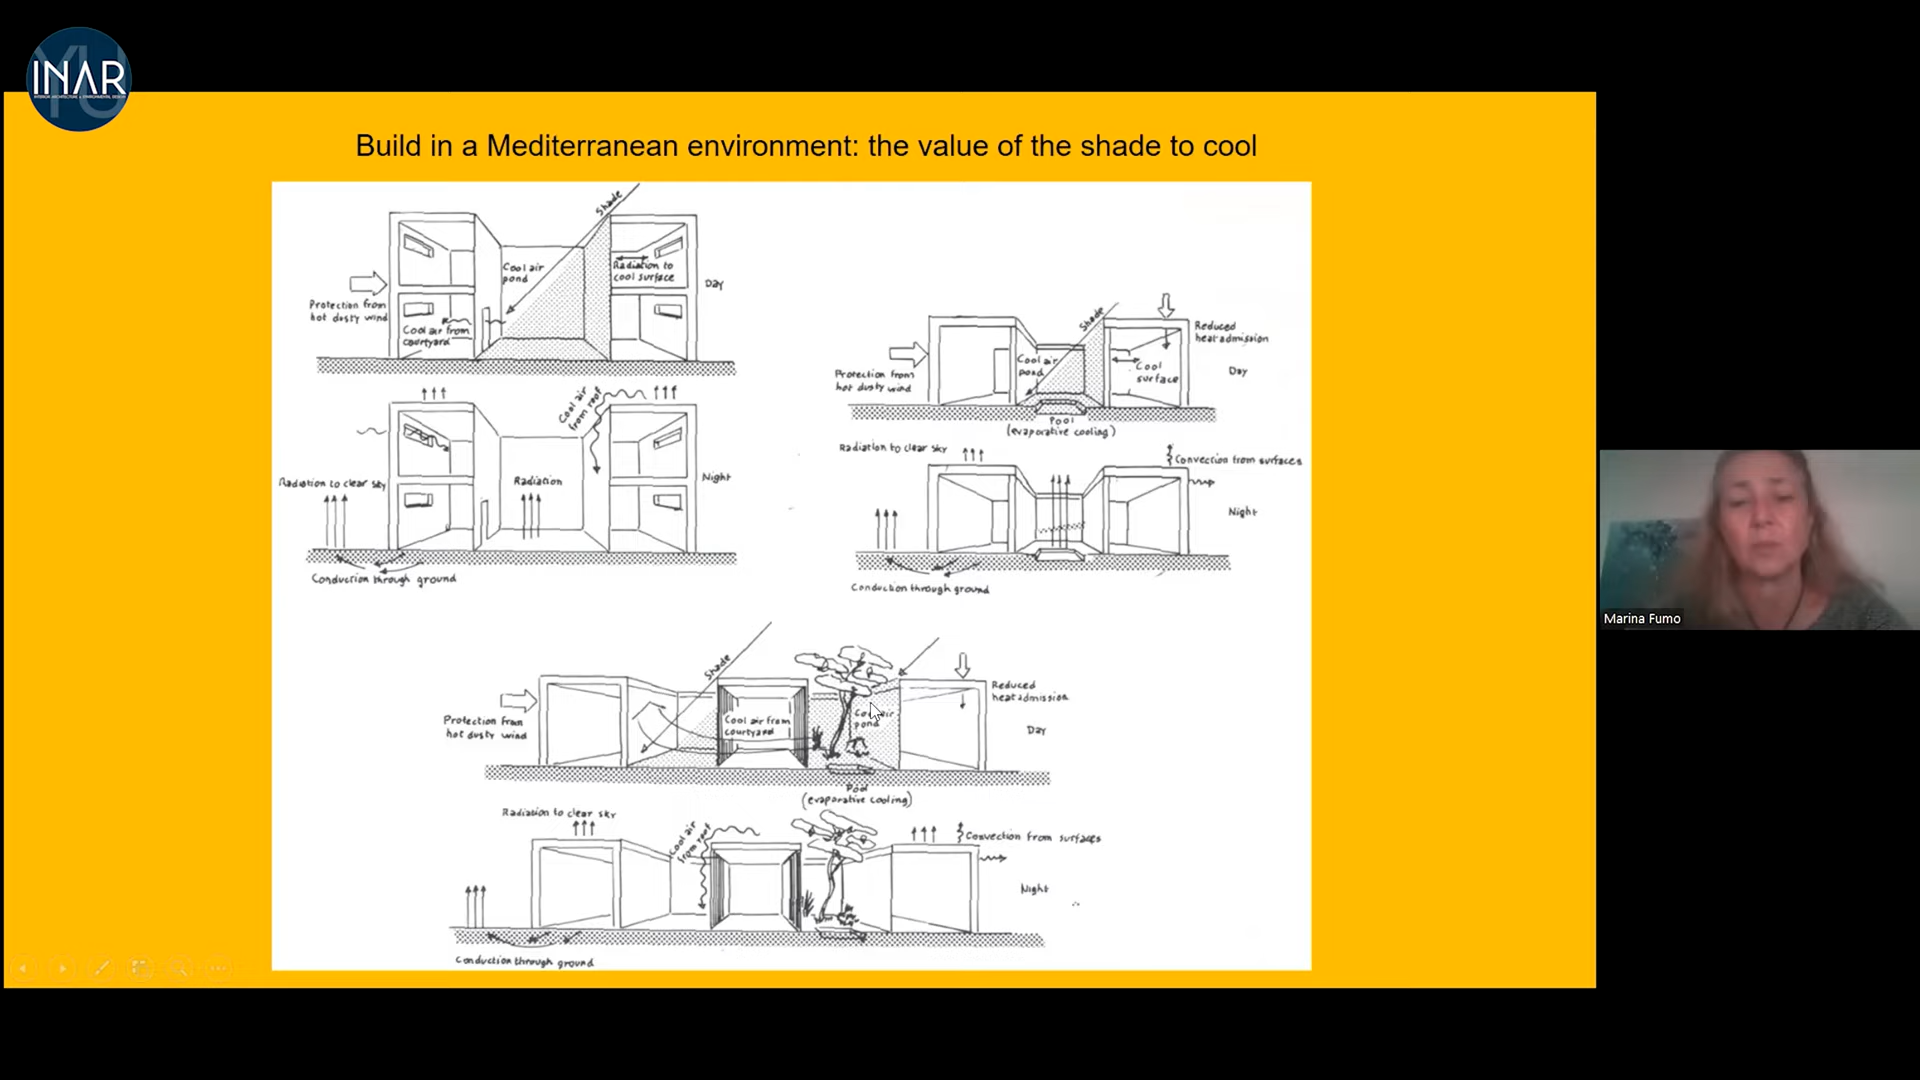 INAR
Build in a Mediterranean environment: the value of the shade to cool
Shade
Cool air
pond
Radiation to
cool surface
Day
Protection from
hot dusty wind
Cool air from
courtyard
Cool air
from roof
Radiation to clear sky
Radiation
Night
Conduction through ground
Shade
Reduced
heat admission
Protection from
hot dusty wind
Cool air
pond
Cool
surface
Day
Pool
(evaporative cooling)
Radiation to clear sky
Convection from surfaces
Night
Conduction through ground
Shade
Reduced
heat admission
Protection from
hot dusty wind
Cool air from
courtyard
Cool air
pond
Day
Pool
(evaporative cooling)
Radiation to clear sky
Cool air
from roof
Convection from surfaces
Night
Conduction through ground
Marina Fumo